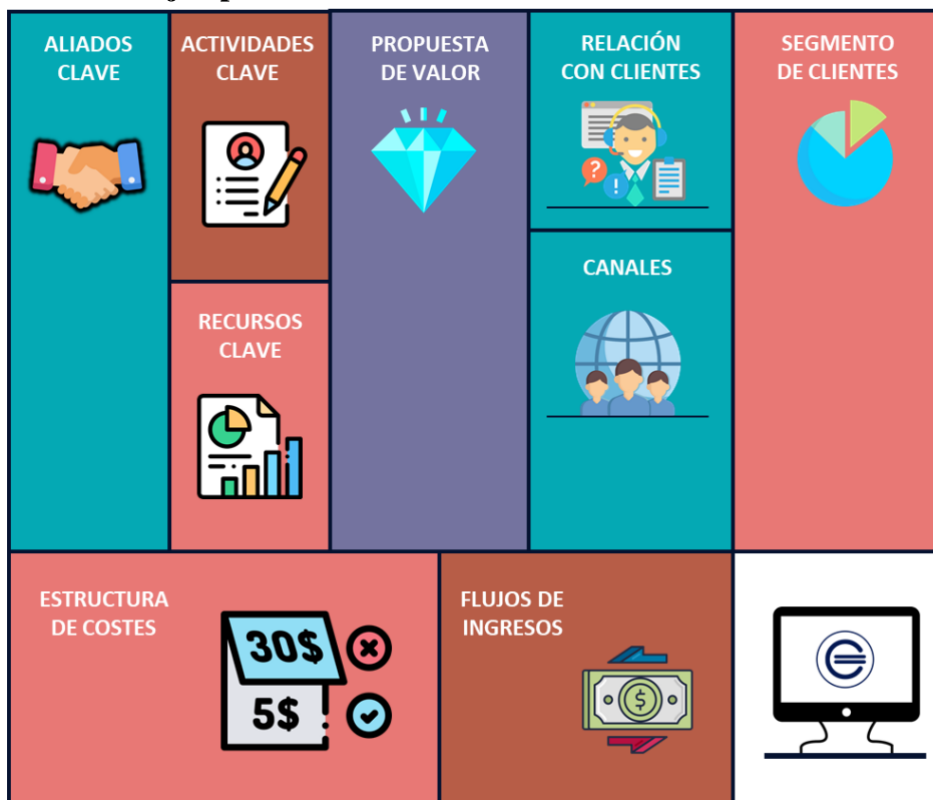 ALIADOS
CLAVE
ACTIVIDADES
CLAVE
PROPUESTA
DE VALOR
RELACIÓN
CON CLIENTES
?
!
SEGMENTO
DE CLIENTES
CANALES
RECURSOS
CLAVE
ESTRUCTURA
DE COSTES
30$
5$
FLUJOS DE
INGRESOS
$